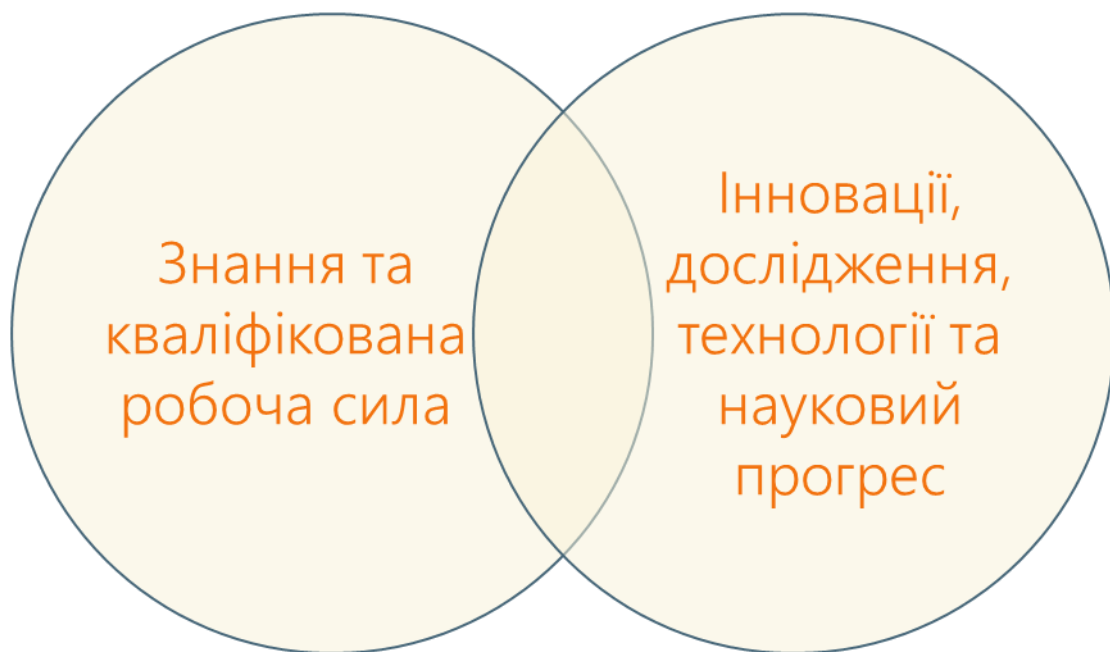 Знання та
кваліфікована
робоча сила
Інновації,
дослідження,
технології та
науковий
прогрес